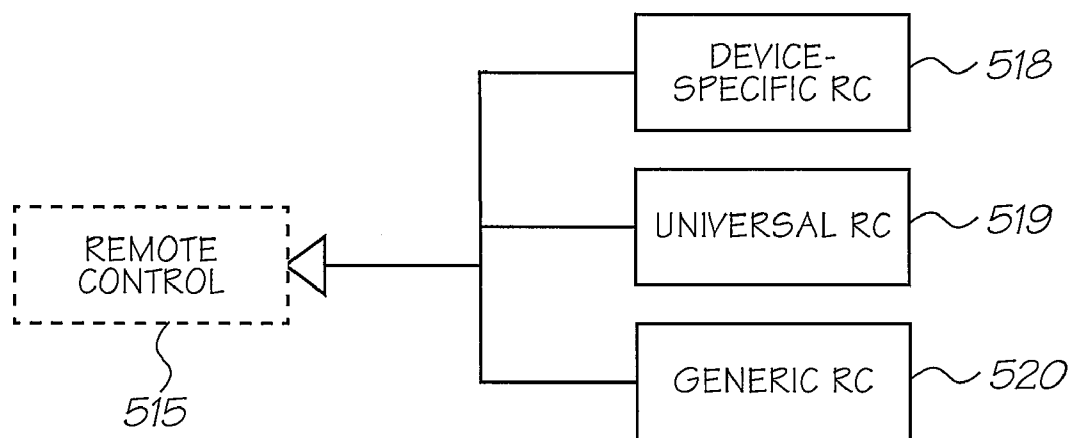 DEVICE-
SPECIFIC RC
518
UNIVERSAL RC
519
REMOTE
CONTROL
515
GENERIC RC
520